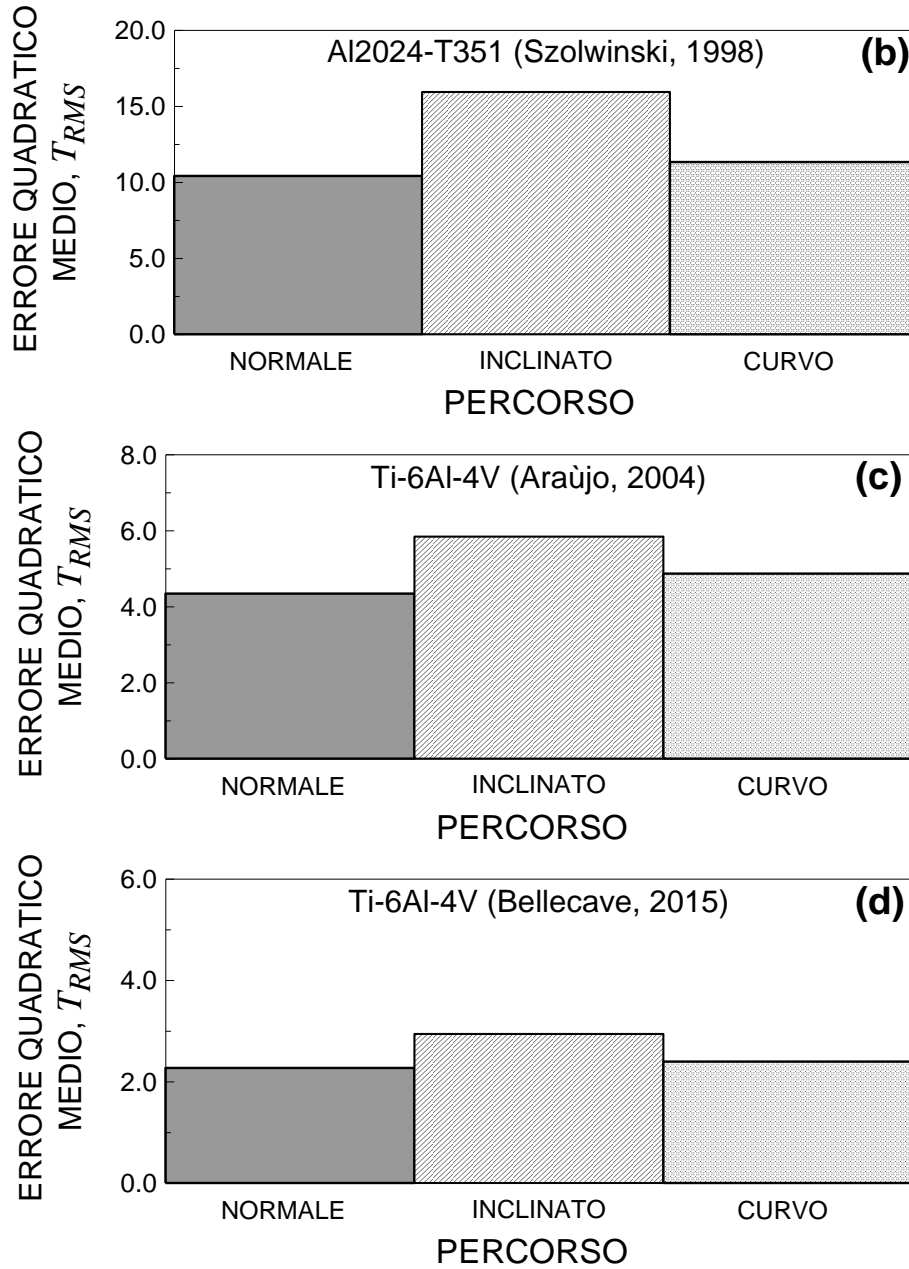 20.0
Al2024-T351 (Szolwinski, 1998)
(b)
15.0
10.0
5.0
0.0
ERRORE QUADRATICO
MEDIO, T_RMS
NORMALE
INCLINATO
CURVO
PERCORSO
8.0
Ti-6Al-4V (Araùjo, 2004)
(c)
6.0
4.0
2.0
0.0
ERRORE QUADRATICO
MEDIO, T_RMS
NORMALE
INCLINATO
CURVO
PERCORSO
6.0
Ti-6Al-4V (Bellecave, 2015)
(d)
4.0
2.0
0.0
ERRORE QUADRATICO
MEDIO, T_RMS
NORMALE
INCLINATO
CURVO
PERCORSO